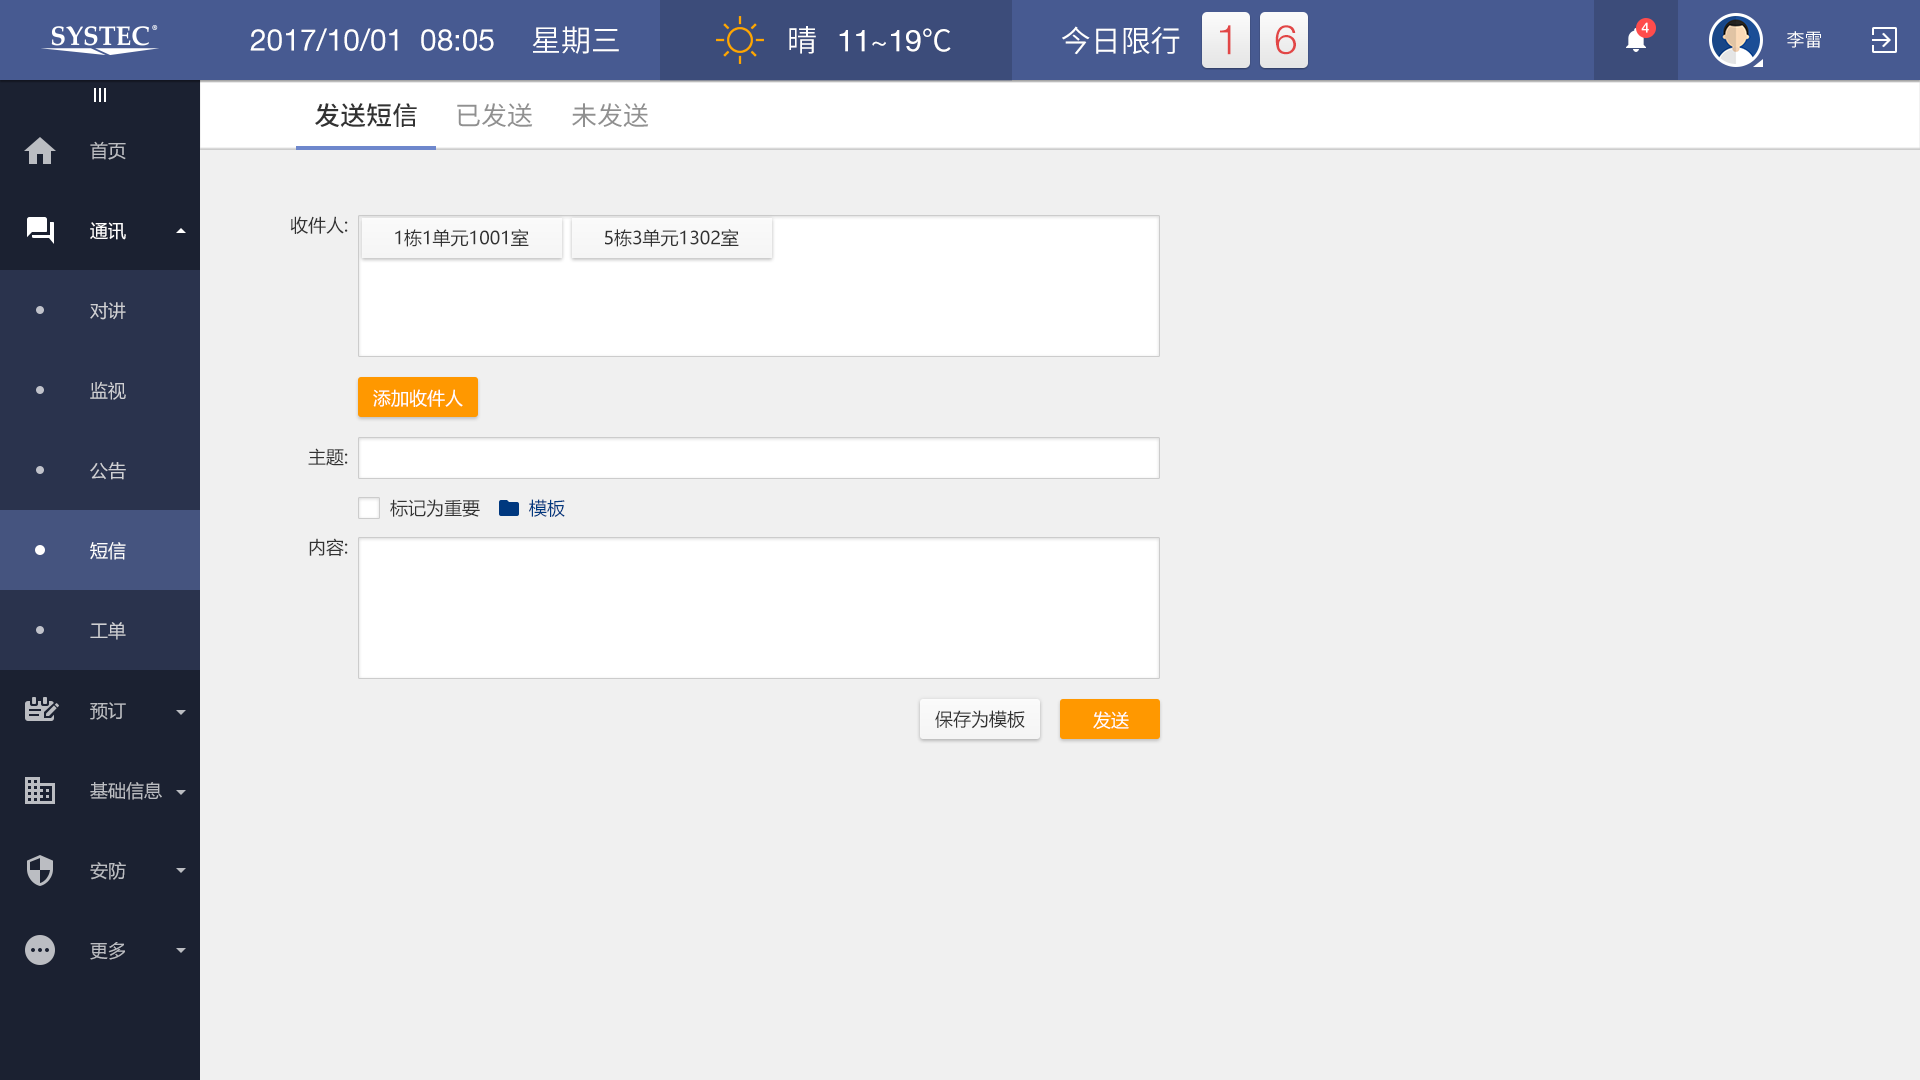 SYSTEC®
2017/10/01 08:05 星期三
晴 11~19℃
今日限行 1 6
4
李雷
首页
通讯
对讲
监视
公告
短信
工单
预订
基础信息
安防
更多
发送短信 已发送 未发送
收件人: 1栋1单元1001室 5栋3单元1302室
添加收件人
主题:
标记为重要 模板
内容:
保存为模板 发送